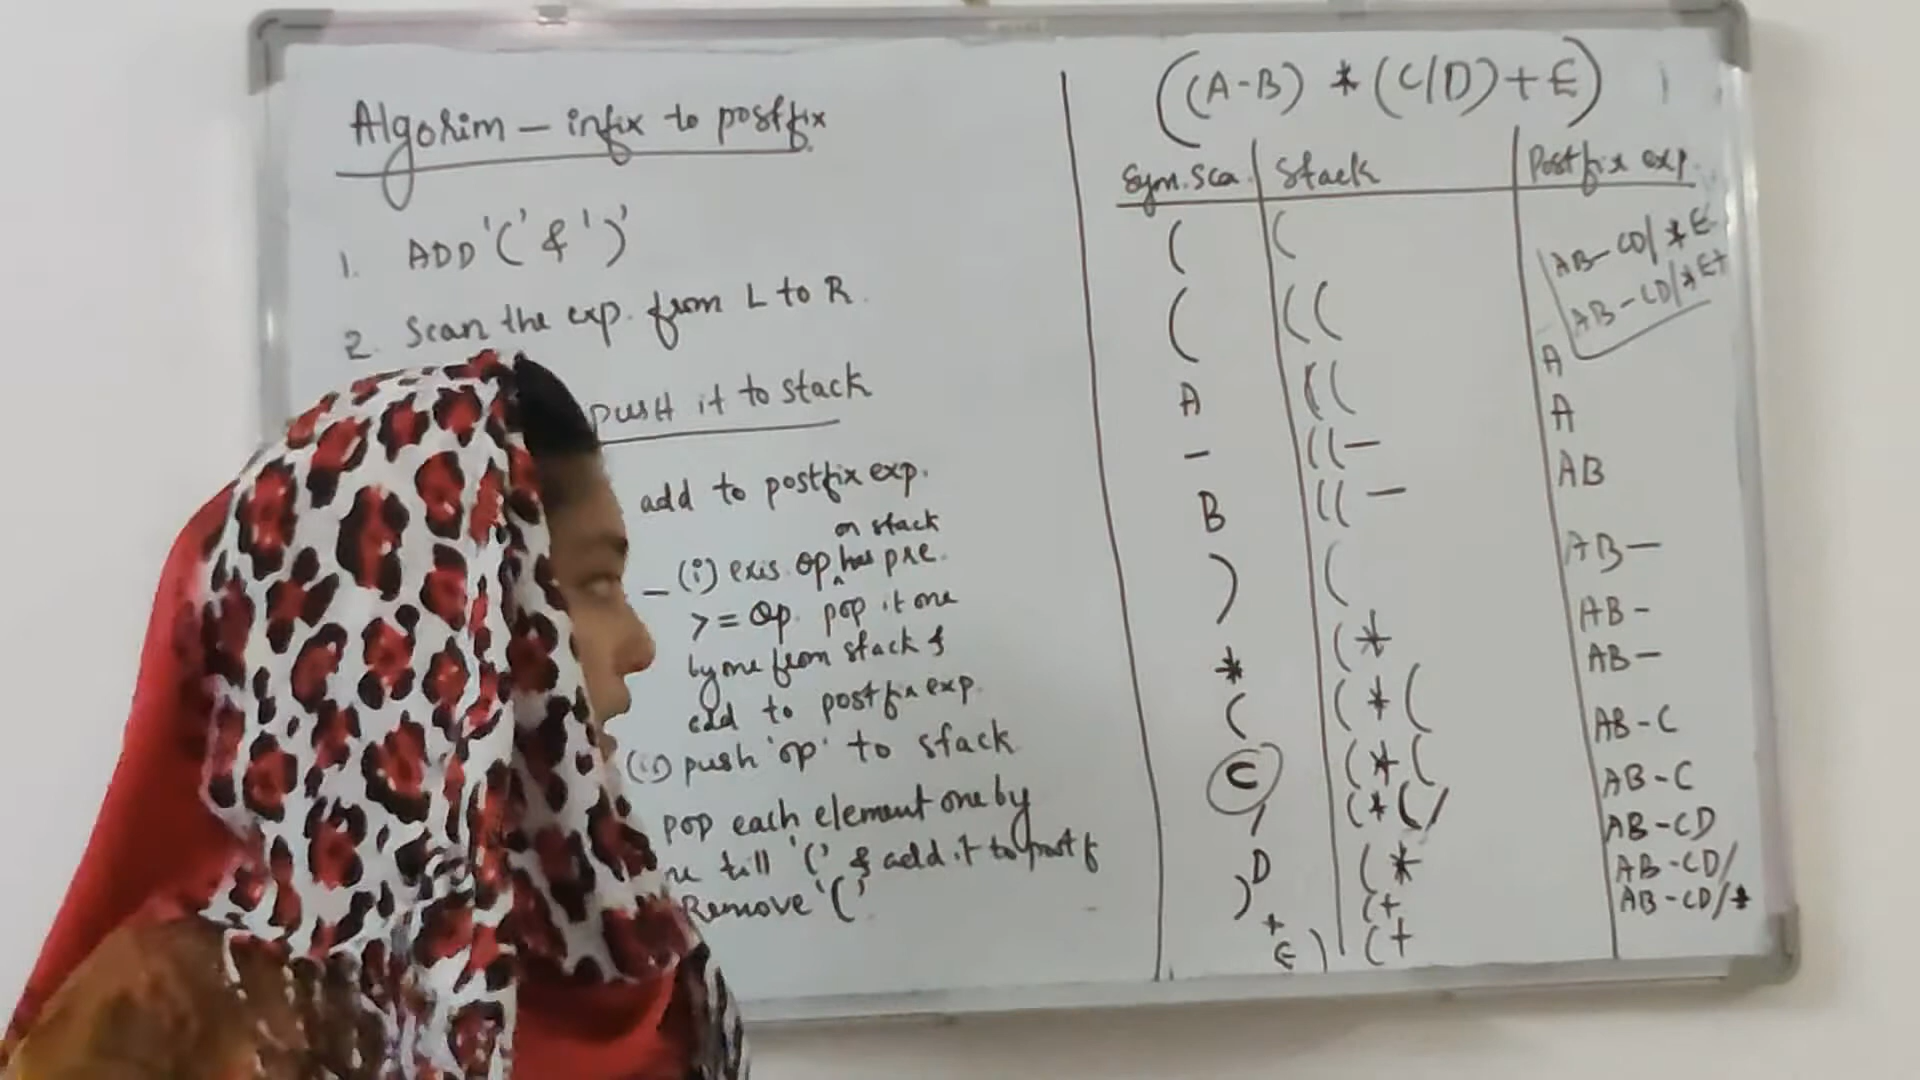 Algorim - infix to postfix
1. ADD '(' & ')'
2. Scan the exp. from L to R.
push it to stack
add to postfix exp.
on stack
- (i) exis. op has pre.
>= Op. pop it one
by one from stack &
add to postfix exp.
(ii) push 'op' to stack
pop each element one by
ne till '(' & add it to postf
Remove '('
((A-B) * (C/D)+E)
Sym. Sca. Stack Postfix exp.
( (
AB-CD/*E
AB-CD/*E+
( ((
A (( A
- ((- A
B ((- AB
) ( AB-
* (* AB-
( (*( AB-
C (*( AB-C
/ (*(/ AB-C
D AB-CD
) (* AB-CD/
+ (+ AB-CD/*
E ) (+